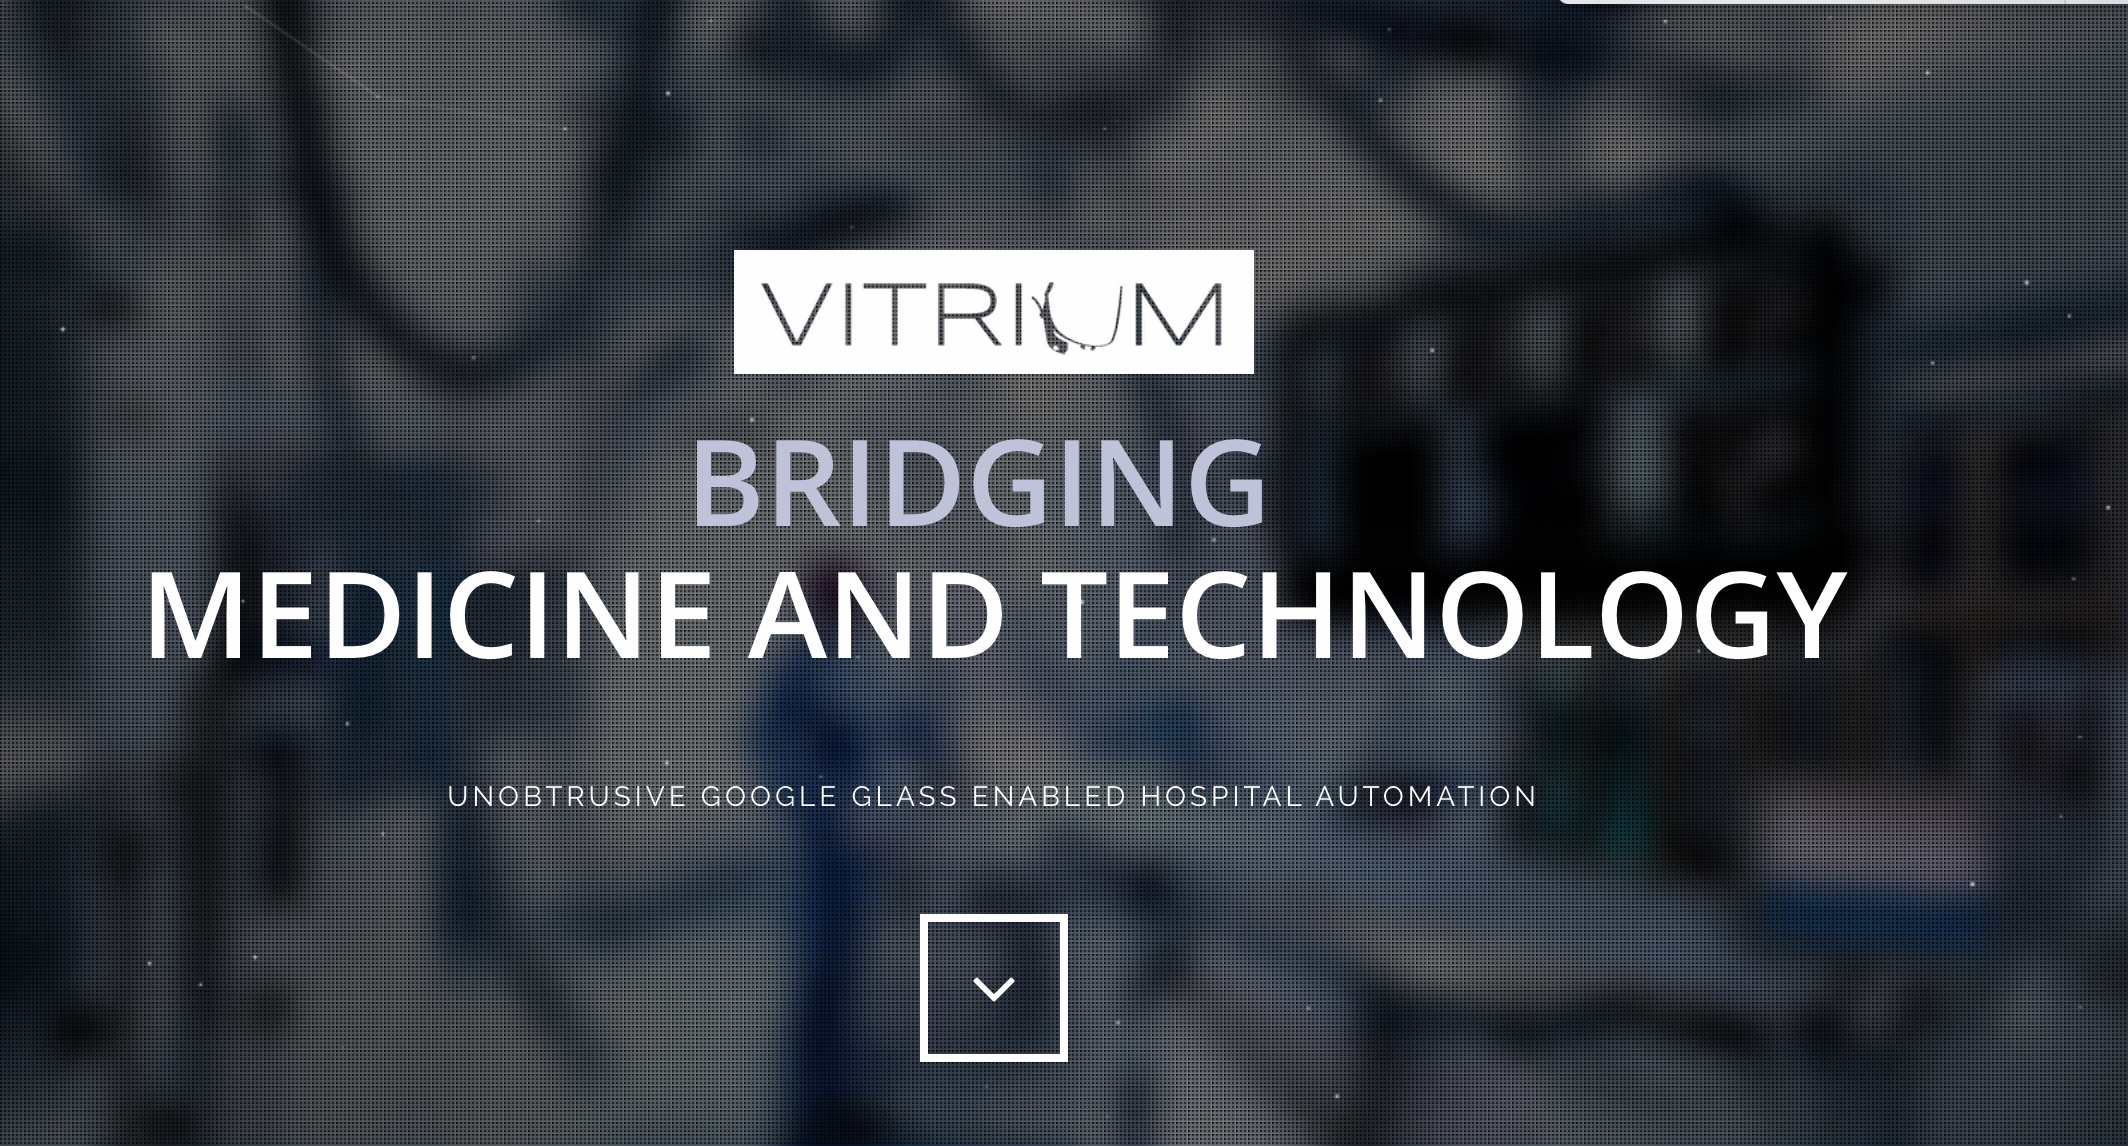 VITRIUM
BRIDGING
MEDICINE AND TECHNOLOGY
UNOBTRUSIVE GOOGLE GLASS ENABLED HOSPITAL AUTOMATION